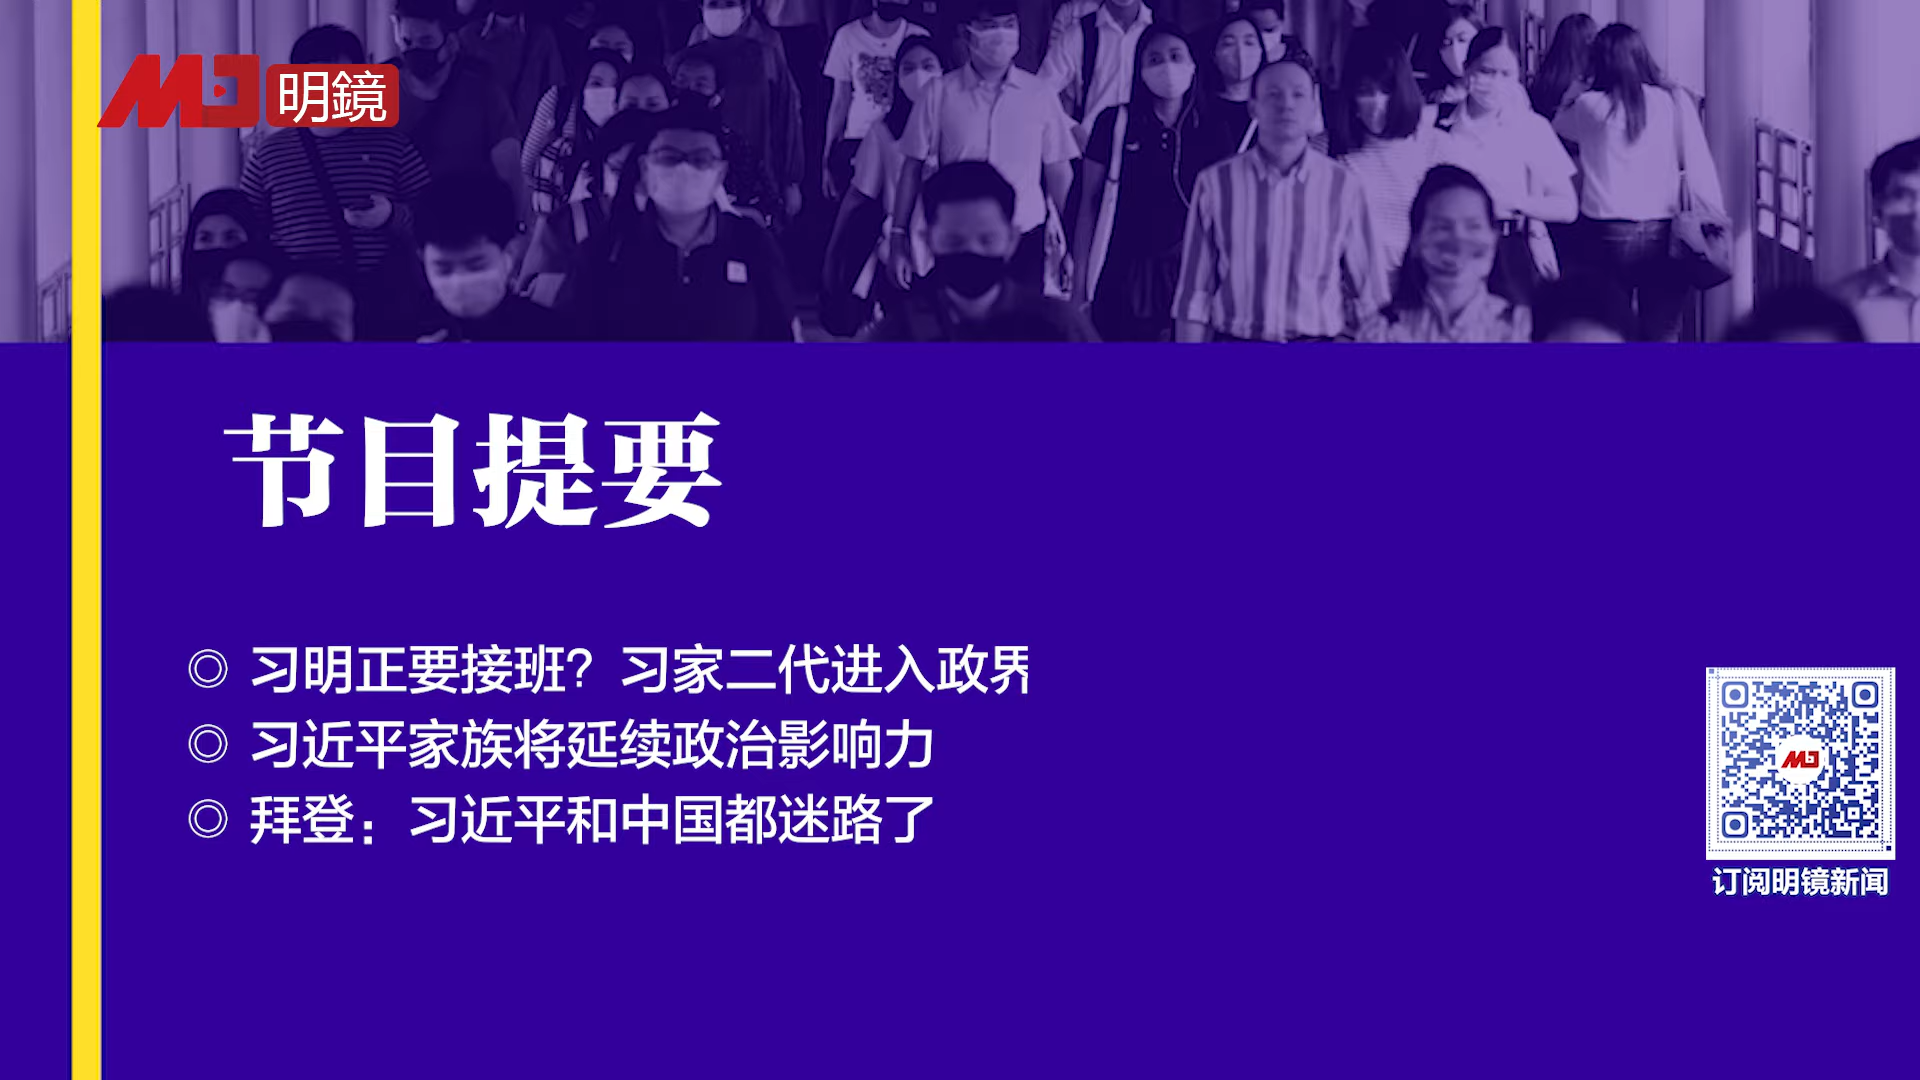 明鏡
节目提要
◎ 习明正要接班？习家二代进入政界
◎ 习近平家族将延续政治影响力
◎ 拜登：习近平和中国都迷路了
订阅明镜新闻